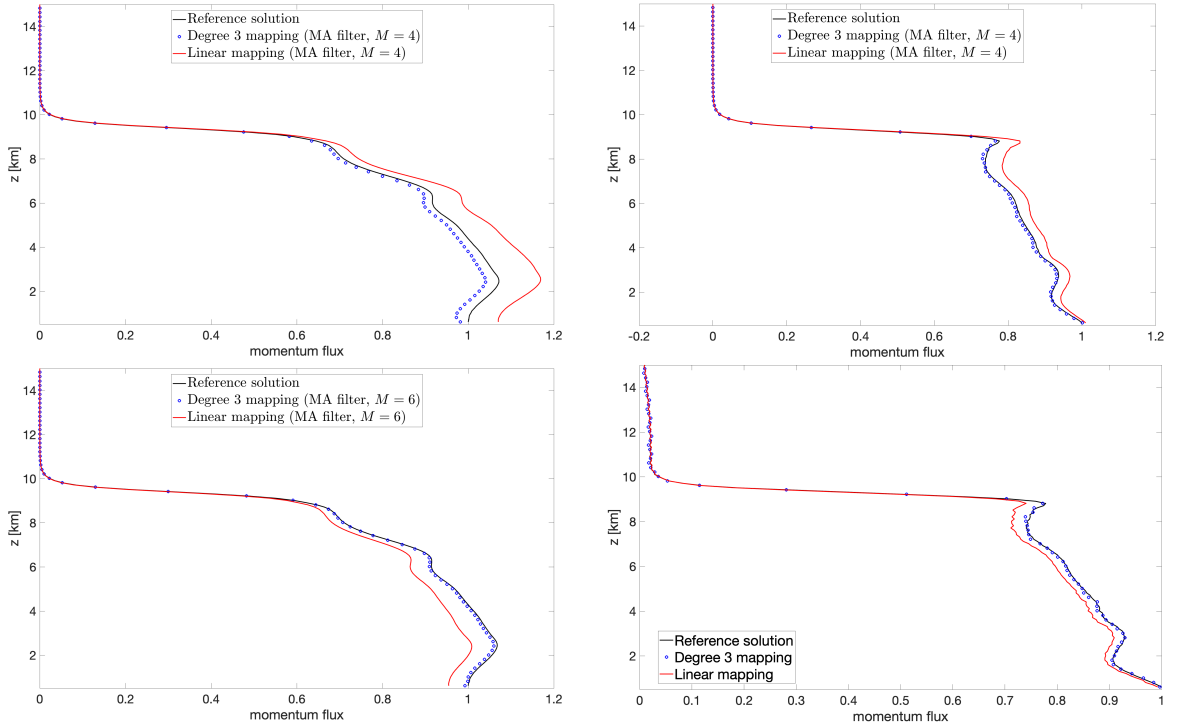 Reference solution
Degree 3 mapping (MA filter, M = 4)
Linear mapping (MA filter, M = 4)
z [km]
14
12
10
8
6
4
2
0 0.2 0.4 0.6 0.8 1 1.2
momentum flux
Reference solution
Degree 3 mapping (MA filter, M = 4)
Linear mapping (MA filter, M = 4)
z [km]
14
12
10
8
6
4
2
-0.2 0 0.2 0.4 0.6 0.8 1 1.2
momentum flux
Reference solution
Degree 3 mapping (MA filter, M = 6)
Linear mapping (MA filter, M = 6)
z [km]
14
12
10
8
6
4
2
0 0.2 0.4 0.6 0.8 1 1.2
momentum flux
z [km]
14
12
10
8
6
4
2
Reference solution
Degree 3 mapping
Linear mapping
0 0.1 0.2 0.3 0.4 0.5 0.6 0.7 0.8 0.9 1
momentum flux